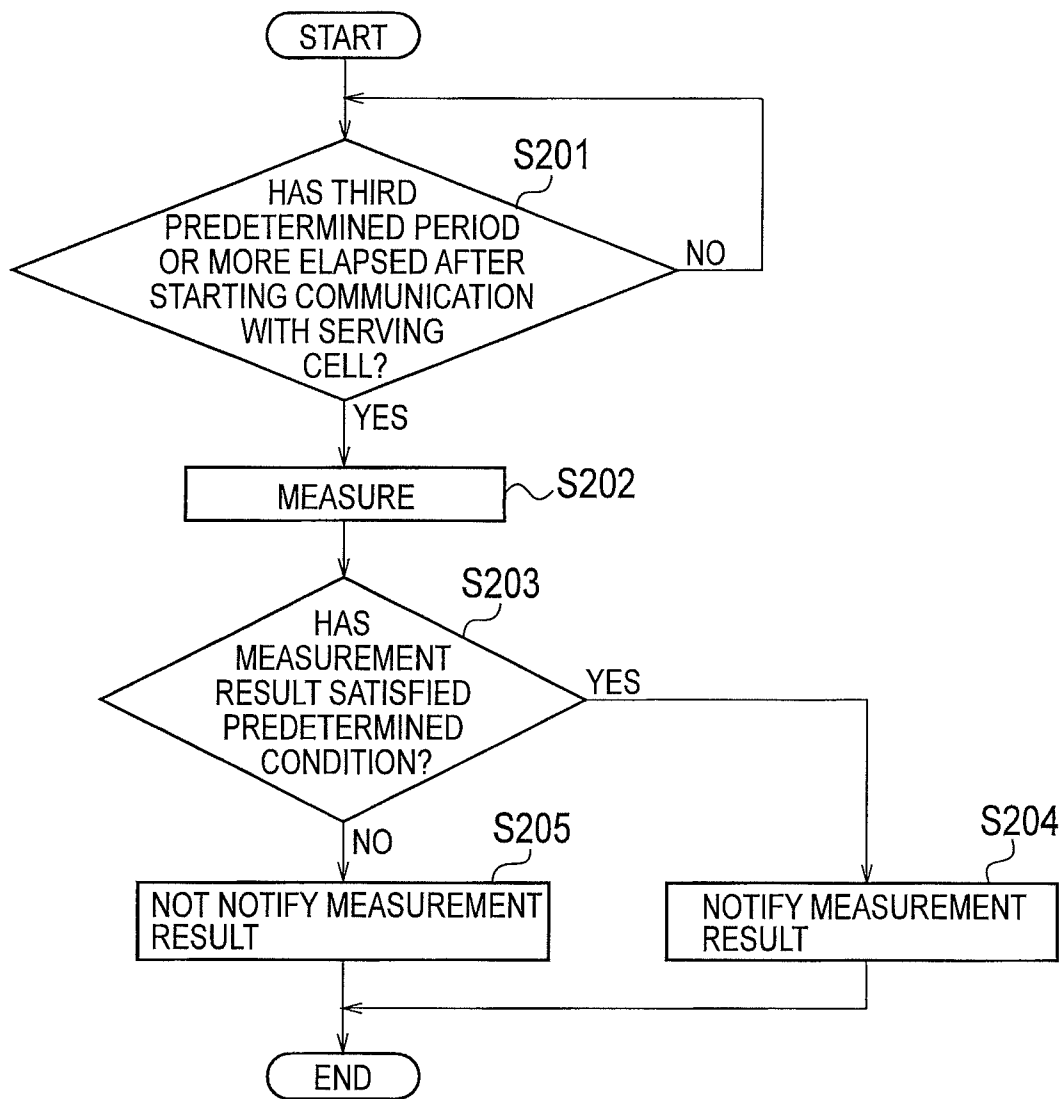 START
S201
HAS THIRD
PREDETERMINED PERIOD
OR MORE ELAPSED AFTER
STARTING COMMUNICATION
WITH SERVING
CELL?
NO
YES
MEASURE
S202
S203
HAS
MEASUREMENT
RESULT SATISFIED
PREDETERMINED
CONDITION?
YES
NO
S205
S204
NOT NOTIFY MEASUREMENT
RESULT
NOTIFY MEASUREMENT
RESULT
END